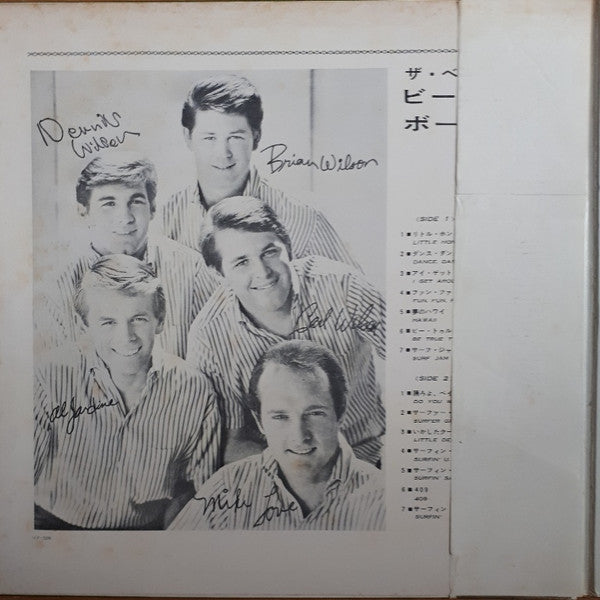 Dennis
Wilson
Brian Wilson
Carl Wilson
Al Jardine
Mike
Love
ザ・ベ
ビー
ボー
(SIDE 1)
1■リトル・ホン
LITTLE HON
2■ダンス・ダン
DANCE, DAN
3■アイ・ゲット
I GET AROU
4■ファン・ファ
FUN, FUN, F
5■夢のハワイ
HAWAII
6■ビー・トゥル
BE TRUE T
7■サーフ・ジャ
SURF JAM
(SIDE 2
1■踊ろよ、ベイ
DO YOU W
2■サーファー・
SURFER G
3■いかしたクー
LITTLE DE
4■サーフィン・
SURFIN' U.
5■サーフィン・
SURFIN' SA
6■409
409
7■サーフィン
SURFIN'